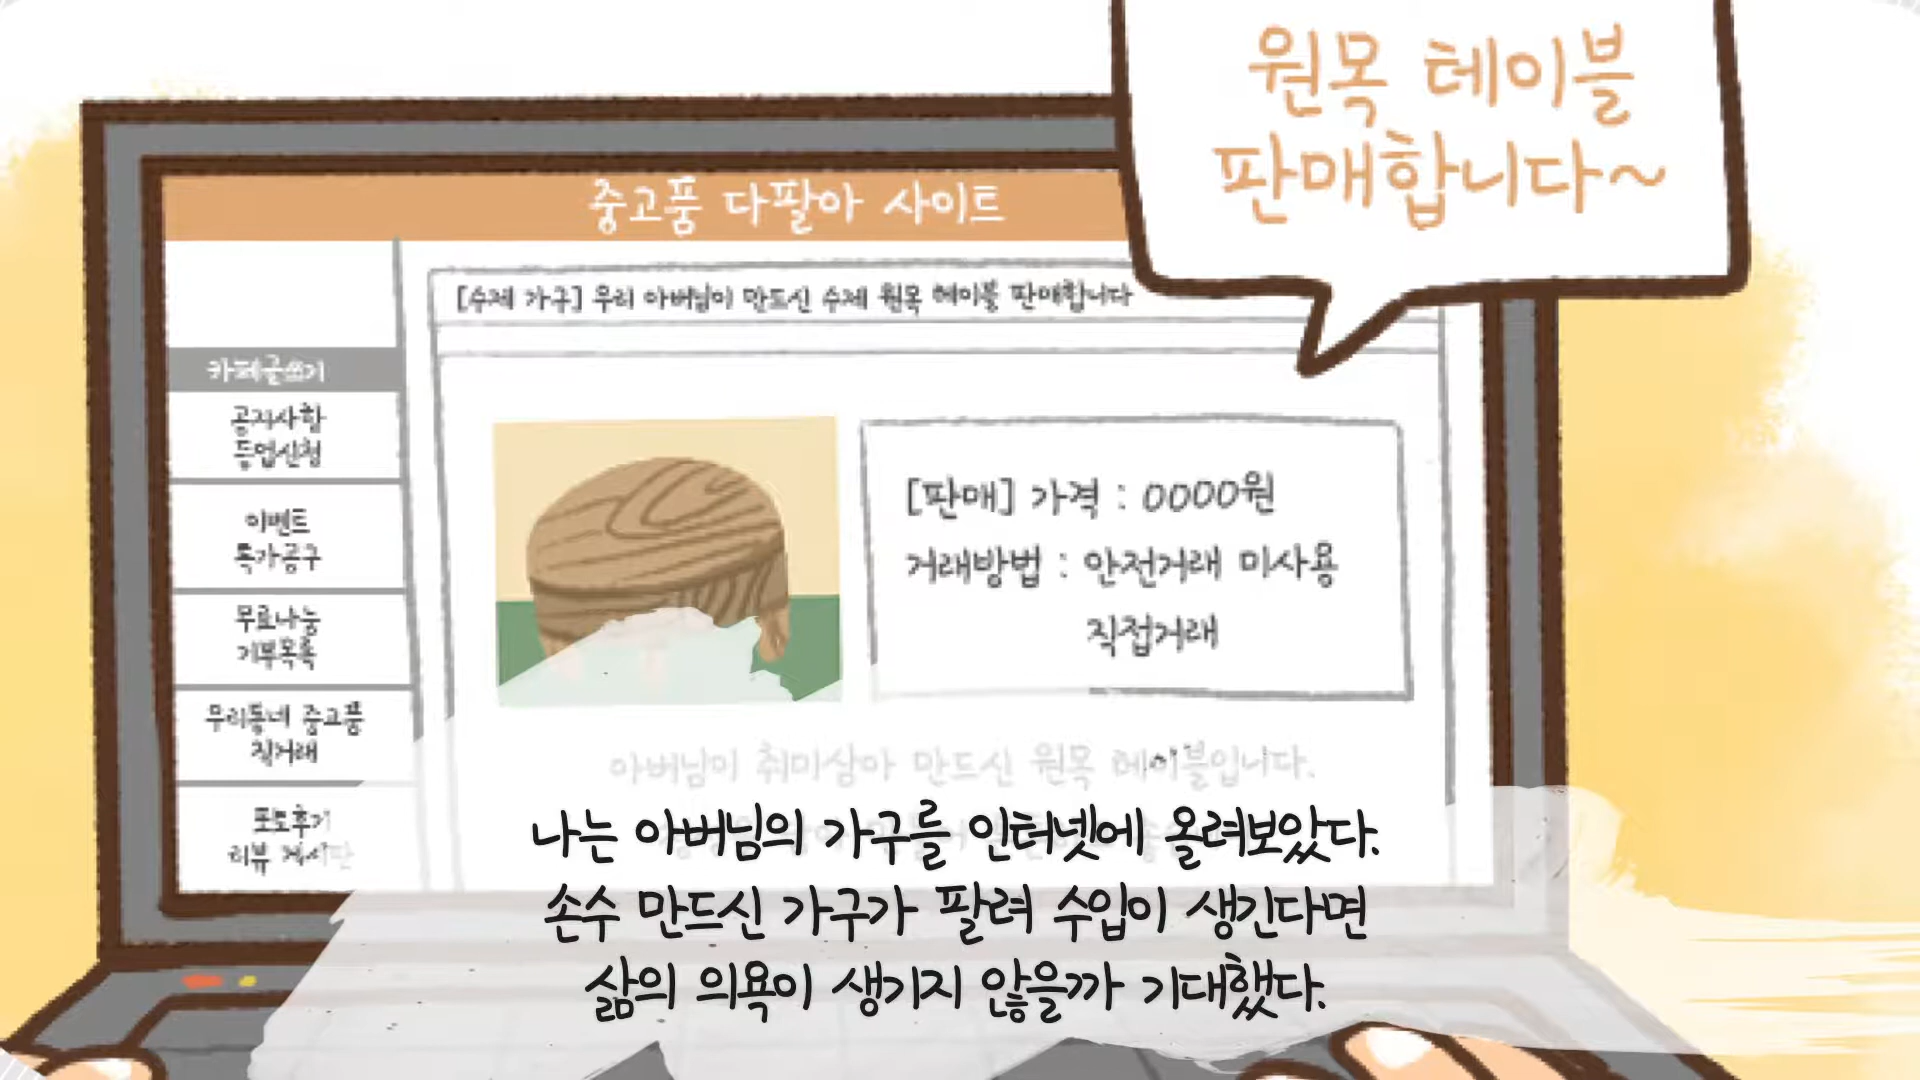 원목 테이블
판매합니다~
중고품 다팔아 사이트
[수제 가구] 우리 아버님이 만드신 수제 원목 테이블 판매합니다
카페글쓰기
공지사항
등업신청
이벤트
특가공구
무료나눔
기부목록
우리동네 중고품
직거래
포토후기
리뷰 게시판
[판매] 가격 : 0000원
거래방법 : 안전거래 미사용
직접거래
아버님이 취미삼아 만드신 원목 테이블입니다.
나는 아버님의 가구를 인터넷에 올려보았다.
손수 만드신 가구가 팔려 수입이 생긴다면
삶의 의욕이 생기지 않을까 기대했다.